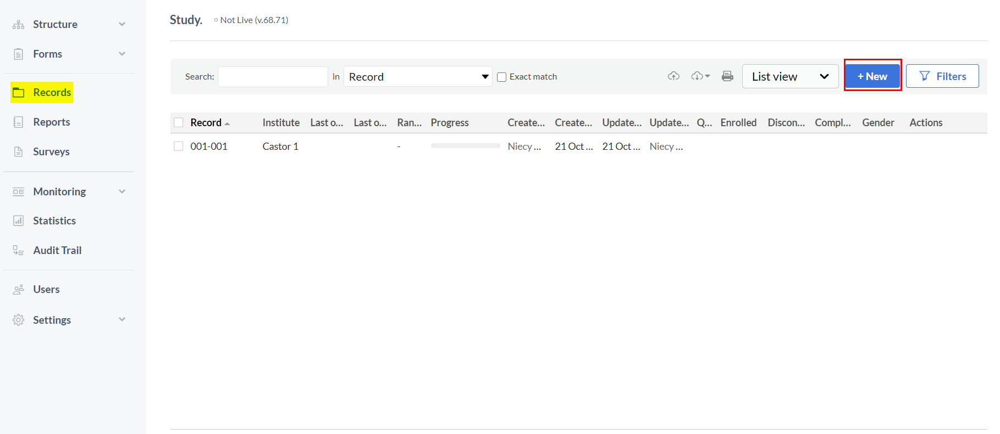 Structure
Forms
Records
Reports
Surveys
Monitoring
Statistics
Audit Trail
Users
Settings
Study. Not Live (v.68.71)
Search: in Record Exact match List view + New Filters
Record Institute Last o... Last o... Ran... Progress Create... Create... Update... Update... Q... Enrolled Discon... Compl... Gender Actions
001-001 Castor 1 - Niecy ... 21 Oct ... 21 Oct ... Niecy ...